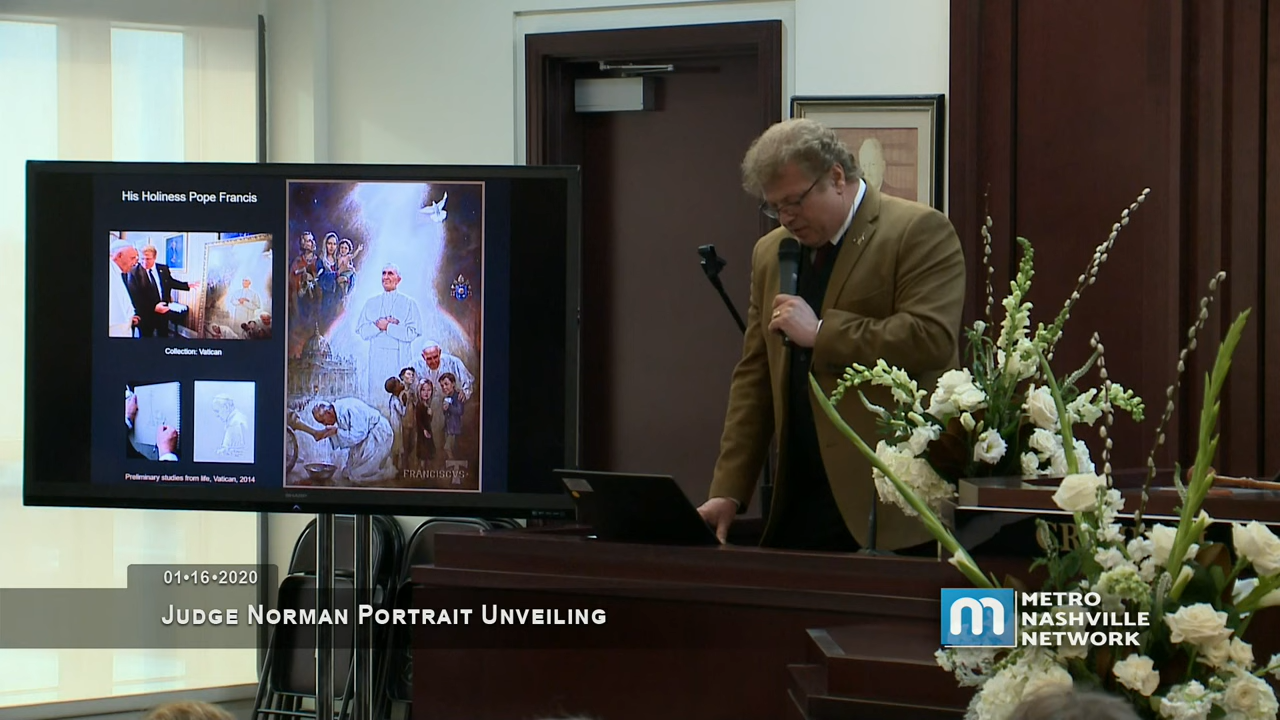 His Holiness Pope Francis
Collection: Vatican
Preliminary studies from life, Vatican, 2014
FRANCISCVS
01•16•2020
JUDGE NORMAN PORTRAIT UNVEILING
m METRO
NASHVILLE
NETWORK